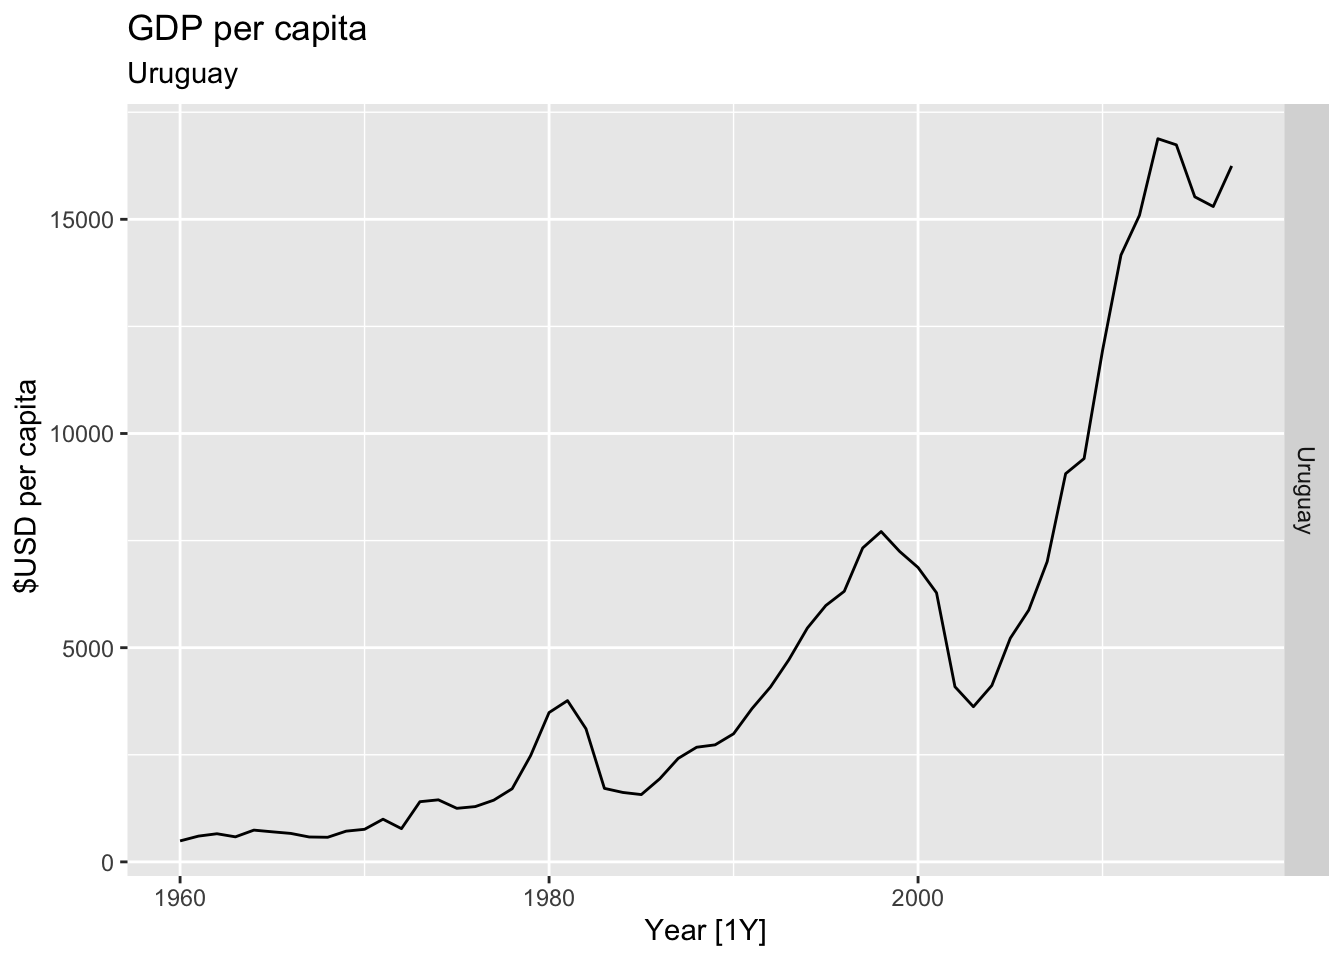 GDP per capita
Uruguay
$USD per capita
15000
10000
5000
0
Uruguay
1960
1980
2000
Year [1Y]